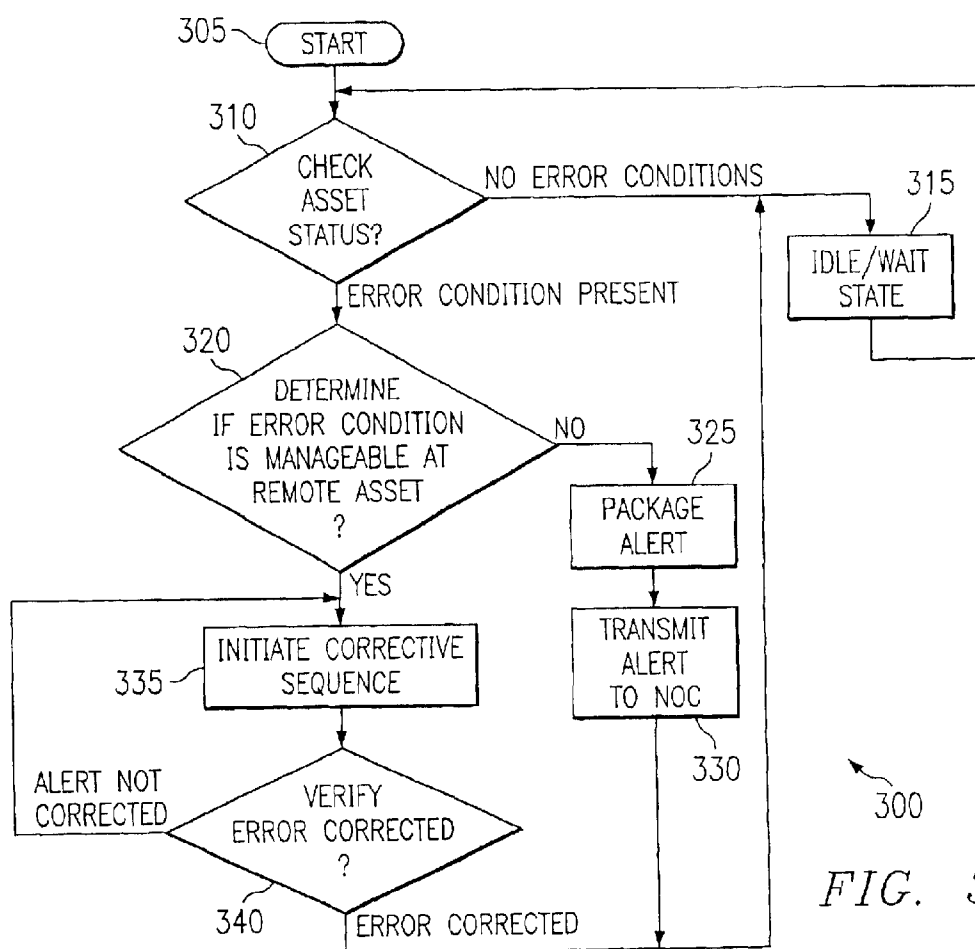 305
START
310
CHECK
ASSET
STATUS?
NO ERROR CONDITIONS
315
IDLE/WAIT
STATE
ERROR CONDITION PRESENT
320
DETERMINE
IF ERROR CONDITION
IS MANAGEABLE AT
REMOTE ASSET
?
NO
325
PACKAGE
ALERT
YES
335
INITIATE CORRECTIVE
SEQUENCE
TRANSMIT
ALERT
TO NOC
330
ALERT NOT
CORRECTED
VERIFY
ERROR CORRECTED
?
340
ERROR CORRECTED
300
FIG. 3